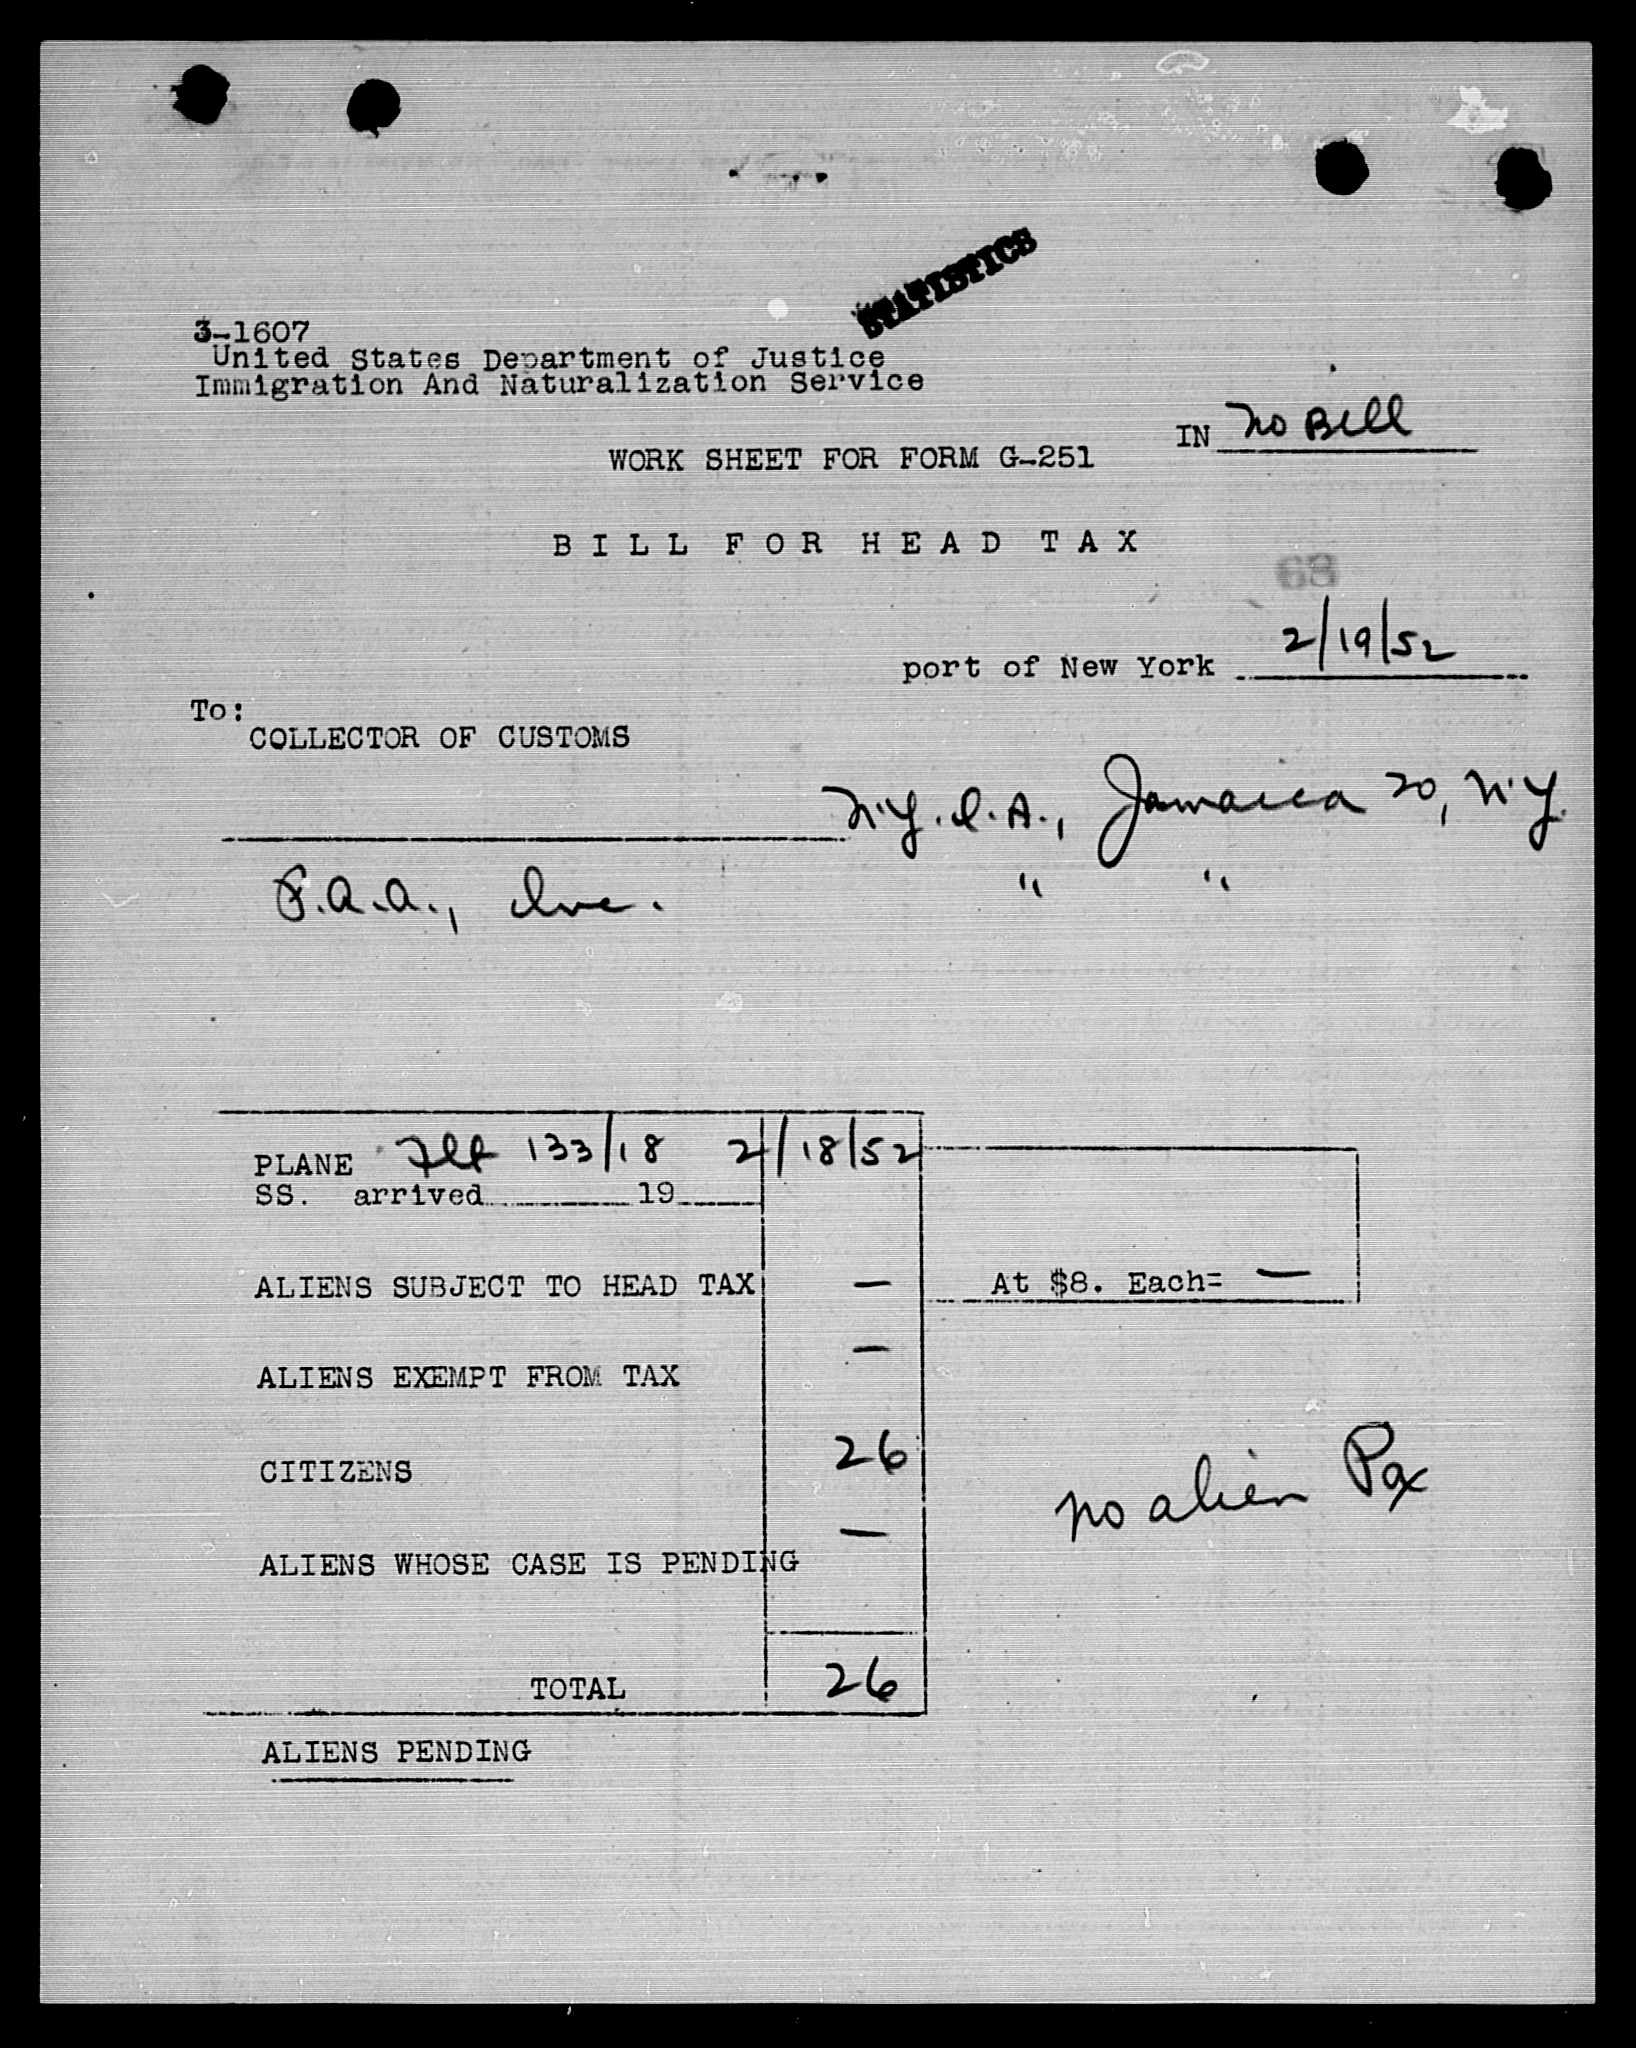 STATISTICS
3-1607
United States Department of Justice
Immigration And Naturalization Service
IN No Bill
WORK SHEET FOR FORM G-251
BILL FOR HEAD TAX
68
port of New York 2/19/52
To:
COLLECTOR OF CUSTOMS
N.Y.I.A., Jamaica 20, N.Y.
P.A.A., Inc. " "
PLANE Flt 133/18 2/18/52
SS. arrived 19
ALIENS SUBJECT TO HEAD TAX — At $8. Each= —
ALIENS EXEMPT FROM TAX —
CITIZENS 26
no alien Pax
ALIENS WHOSE CASE IS PENDING —
TOTAL 26
ALIENS PENDING